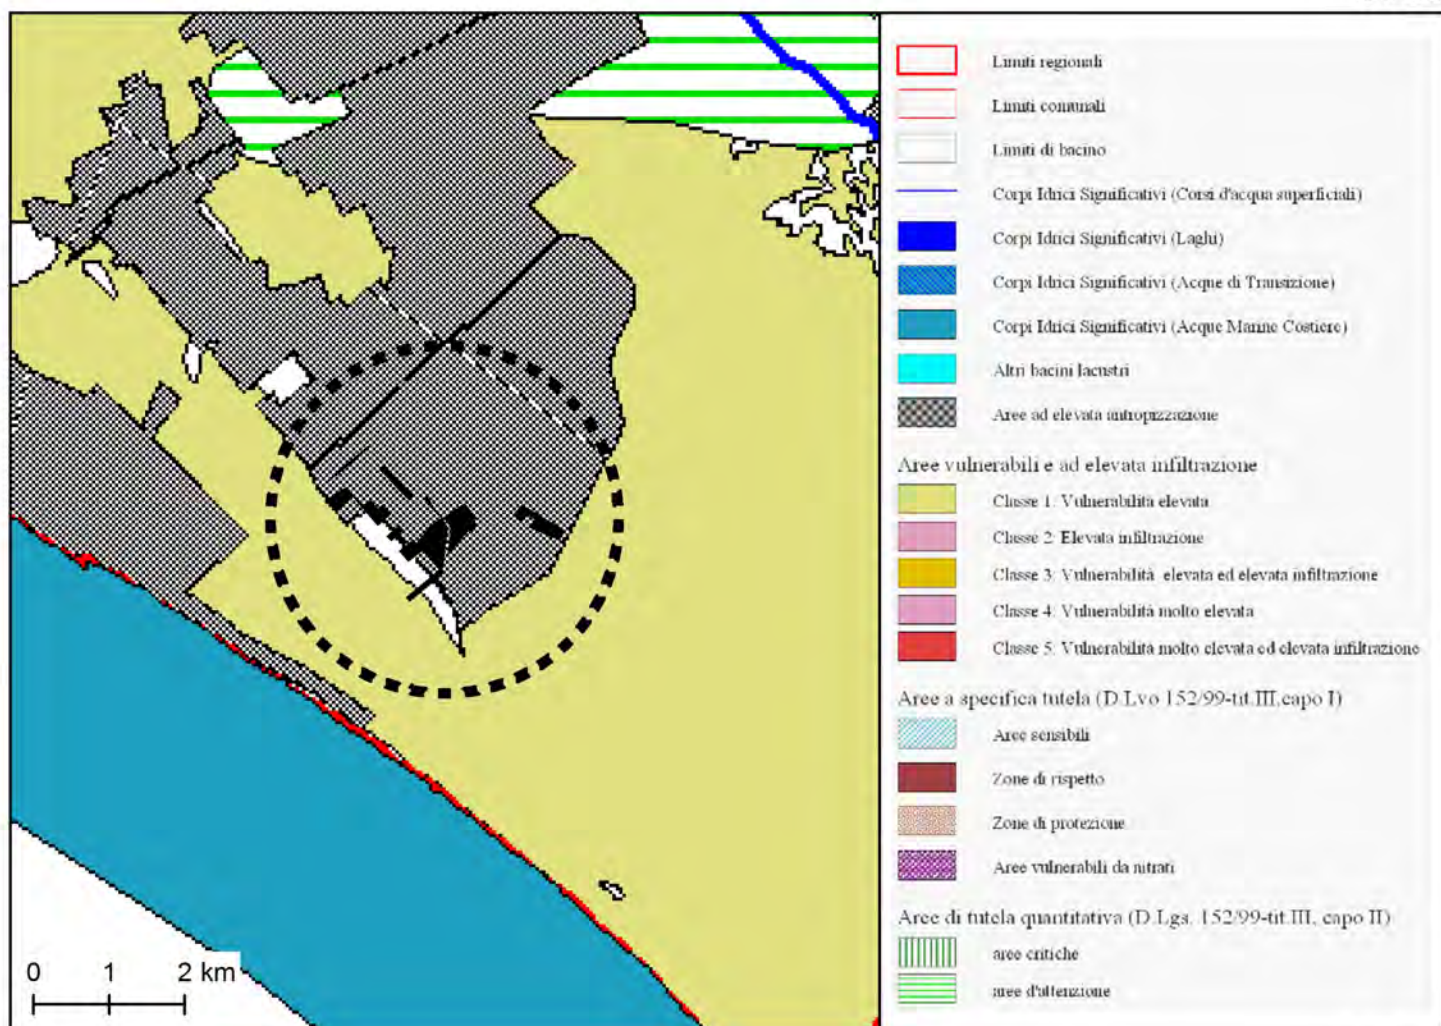 0 1 2 km
Limiti regionali
Limiti comunali
Limiti di bacino
Corpi Idrici Significativi (Corsi d'acqua superficiali)
Corpi Idrici Significativi (Laghi)
Corpi Idrici Significativi (Acque di Transizione)
Corpi Idrici Significativi (Acque Marino Costiere)
Altri bacini lacustri
Aree ad elevata antropizzazione
Aree vulnerabili e ad elevata infiltrazione
Classe 1: Vulnerabilità elevata
Classe 2: Elevata infiltrazione
Classe 3: Vulnerabilità elevata ed elevata infiltrazione
Classe 4: Vulnerabilità molto elevata
Classe 5: Vulnerabilità molto elevata ed elevata infiltrazione
Aree a specifica tutela (D.Lvo 152/99-tit.III,capo I)
Aree sensibili
Zone di rispetto
Zone di protezione
Aree vulnerabili da nitrati
Aree di tutela quantitativa (D.Lgs. 152/99-tit.III, capo II)
aree critiche
aree d'attenzione